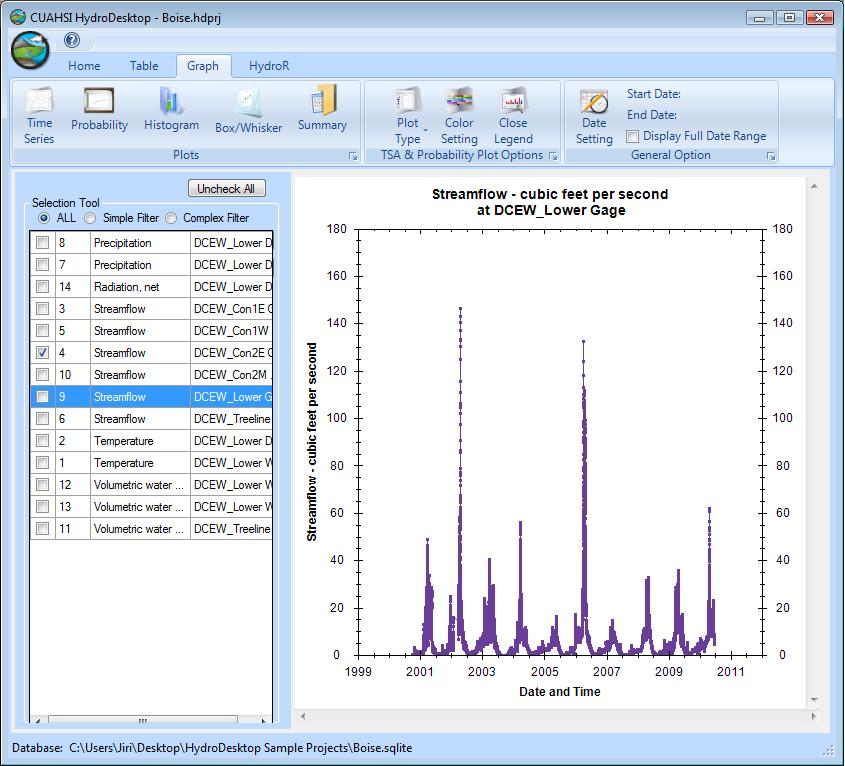 CUAHSI HydroDesktop - Boise.hdprj
Home Table Graph HydroR
Time Series Probability Histogram Box/Whisker Summary
Plots
Plot Type Color Setting Close Legend
TSA & Probability Plot Options
Date Setting
Start Date:
End Date:
Display Full Date Range
General Option
Uncheck All
Selection Tool
ALL Simple Filter Complex Filter
8 Precipitation DCEW_Lower D
7 Precipitation DCEW_Lower D
14 Radiation, net DCEW_Lower D
3 Streamflow DCEW_Con1E G
5 Streamflow DCEW_Con1W
4 Streamflow DCEW_Con2E G
10 Streamflow DCEW_Con2M
9 Streamflow DCEW_Lower G
6 Streamflow DCEW_Treeline
2 Temperature DCEW_Lower D
1 Temperature DCEW_Lower W
12 Volumetric water ... DCEW_Lower W
13 Volumetric water ... DCEW_Lower W
11 Volumetric water ... DCEW_Treeline
Streamflow - cubic feet per second
at DCEW_Lower Gage
Streamflow - cubic feet per second
180 180
160 160
140 140
120 120
100 100
80 80
60 60
40 40
20 20
0 0
1999 2001 2003 2005 2007 2009 2011
Date and Time
Database: C:\Users\Jiri\Desktop\HydroDesktop Sample Projects\Boise.sqlite